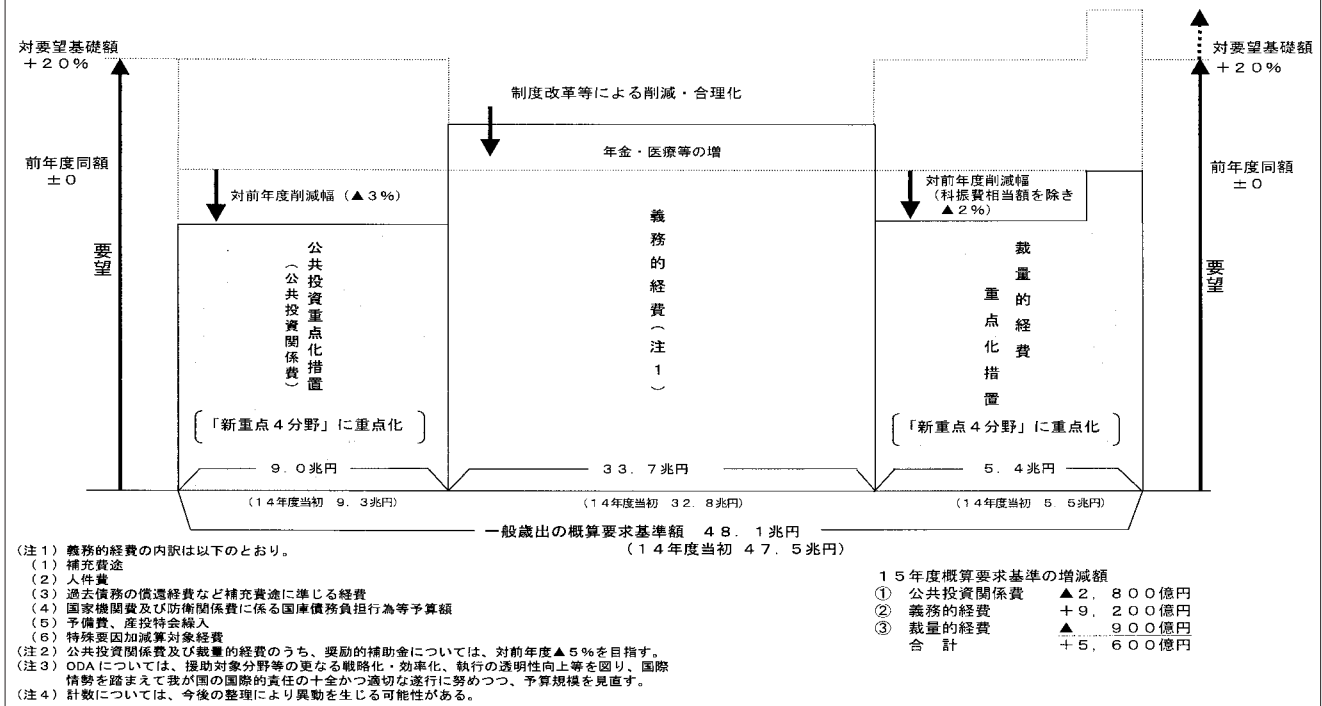 対要望基礎額
＋２０％
前年度同額
±０
要望
対前年度削減幅（▲３％）
公共投資重点化措置
（公共投資関係費）
「新重点４分野」に重点化
９．０兆円
（１４年度当初　９．３兆円）
制度改革等による削減・合理化
年金・医療等の増
義務的経費（注１）
３３．７兆円
（１４年度当初　３２．８兆円）
対前年度削減幅
（科振費相当額を除き
▲２％）
裁量的経費
重点化措置
「新重点４分野」に重点化
５．４兆円
（１４年度当初　５．５兆円）
対要望基礎額
＋２０％
前年度同額
±０
要望
一般歳出の概算要求基準額　４８．１兆円
（１４年度当初　４７．５兆円）
（注１）義務的経費の内訳は以下のとおり。
（１）補充費途
（２）人件費
（３）過去債務の償還経費など補充費途に準じる経費
（４）国家機関費及び防衛関係費に係る国庫債務負担行為等予算額
（５）予備費、産投特会繰入
（６）特殊要因加減算対象経費
（注２）公共投資関係費及び裁量的経費のうち、奨励的補助金については、対前年度▲５％を目指す。
（注３）ODAについては、援助対象分野等の更なる戦略化・効率化、執行の透明性向上等を図り、国際
情勢を踏まえて我が国の国際的責任の十全かつ適切な遂行に努めつつ、予算規模を見直す。
（注４）計数については、今後の整理により異動を生じる可能性がある。
１５年度概算要求基準の増減額
①　公共投資関係費　▲２，８００億円
②　義務的経費　＋９，２００億円
③　裁量的経費　▲　９００億円
合　計　＋５，６００億円